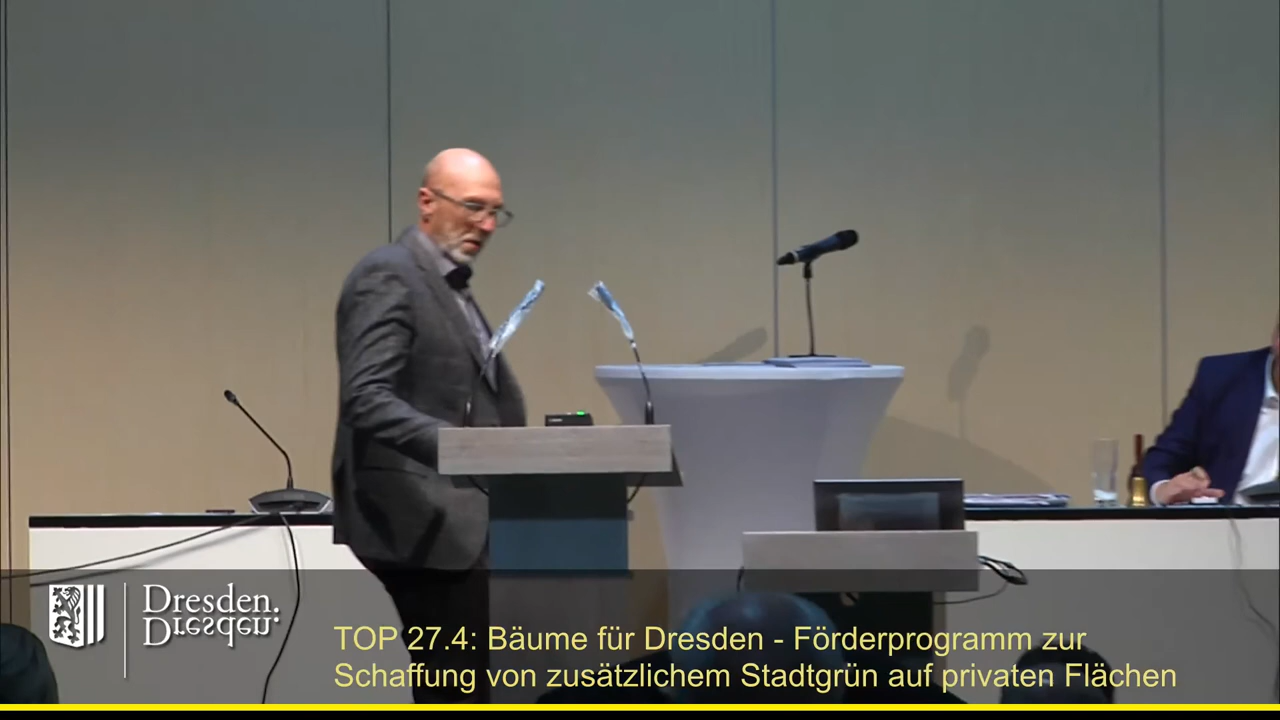 Dresden.
Dresden.
TOP 27.4: Bäume für Dresden - Förderprogramm zur
Schaffung von zusätzlichem Stadtgrün auf privaten Flächen